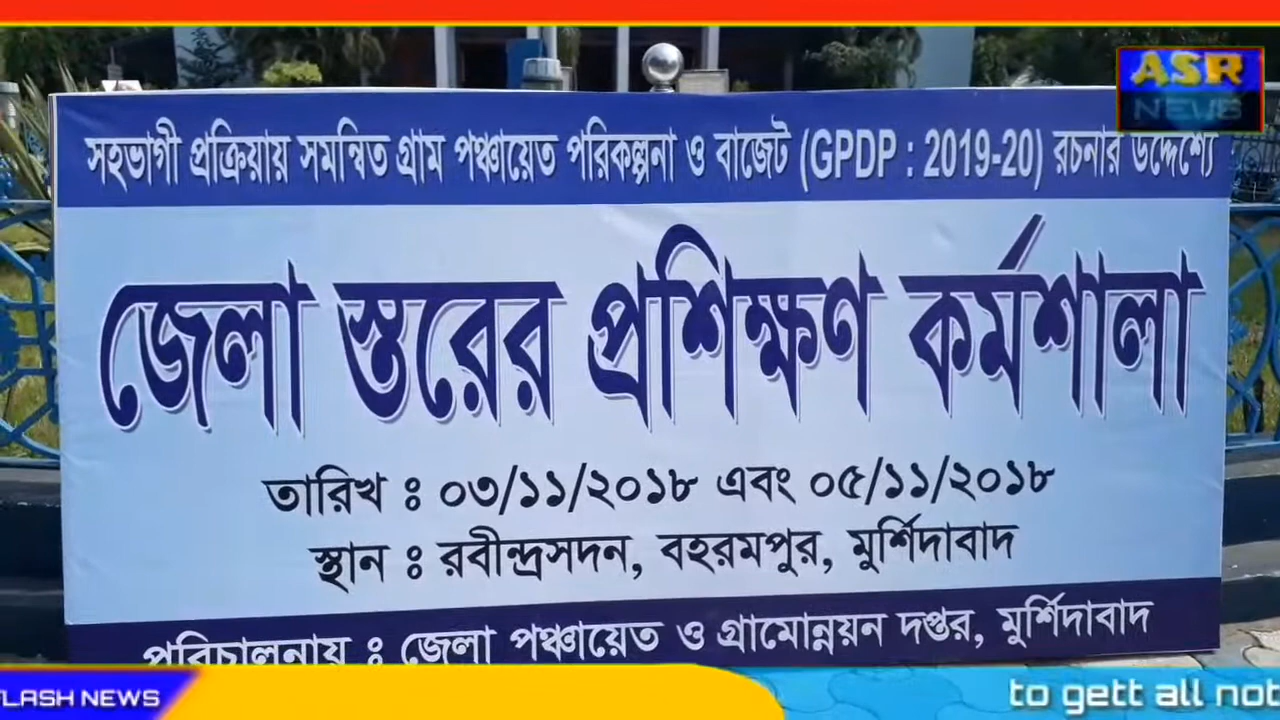 ASR
NEWS
সহভাগী প্রক্রিয়ায় সমন্বিত গ্রাম পঞ্চায়েত পরিকল্পনা ও বাজেট (GPDP : 2019-20) রচনার উদ্দেশ্যে
জেলা স্তরের প্রশিক্ষণ কর্মশালা
তারিখ ঃ ০৩/১১/২০১৮ এবং ০৫/১১/২০১৮
স্থান ঃ রবীন্দ্রসদন, বহরমপুর, মুর্শিদাবাদ
পরিচালনায় ঃ জেলা পঞ্চায়েত ও গ্রামোন্নয়ন দপ্তর, মুর্শিদাবাদ
FLASH NEWS
to gett all not